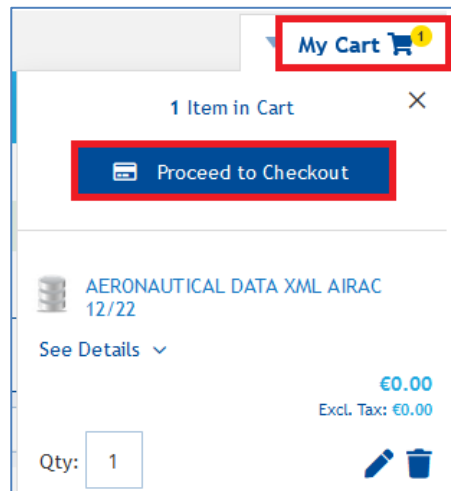 My Cart 1
1 Item in Cart
Proceed to Checkout
AERONAUTICAL DATA XML AIRAC
12/22
See Details
€0.00
Excl. Tax: €0.00
Qty: 1